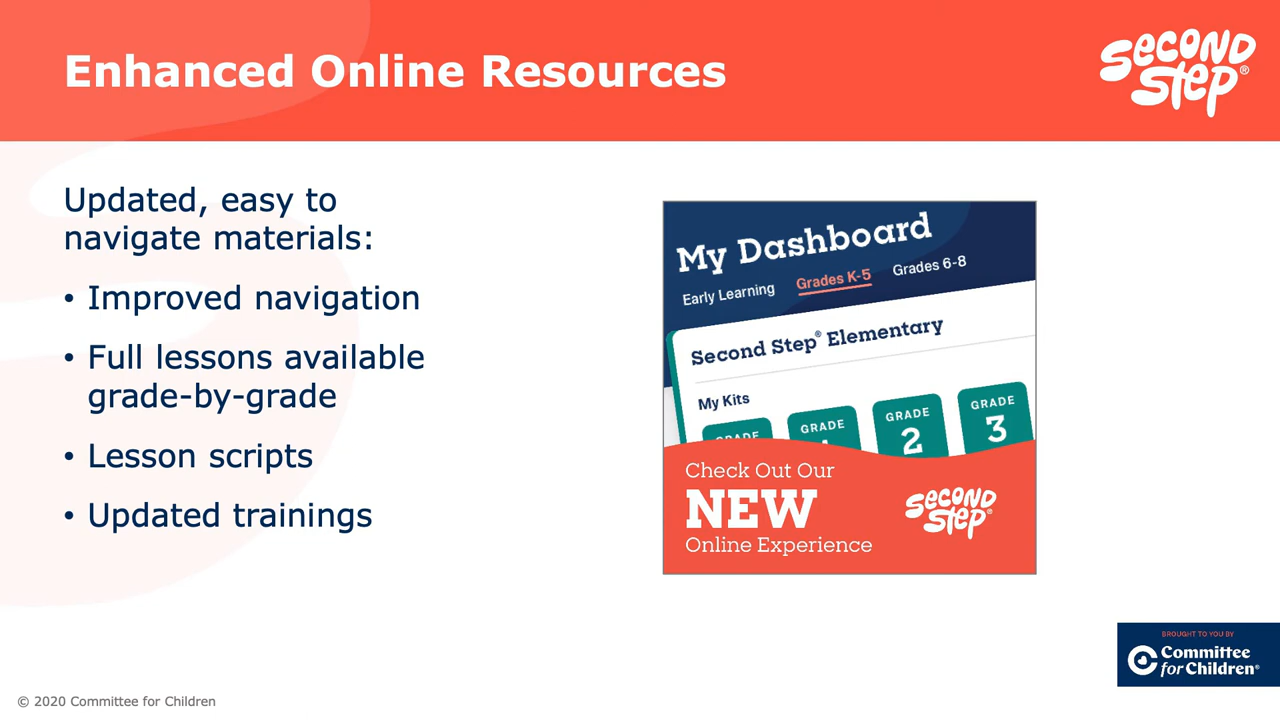 Enhanced Online Resources
SECOND
STEP®
Updated, easy to
navigate materials:
• Improved navigation
• Full lessons available
grade-by-grade
• Lesson scripts
• Updated trainings
My Dashboard
Early Learning Grades K-5 Grades 6-8
Second Step® Elementary
My Kits
GRADE GRADE GRADE GRADE
2 3
Check Out Our
NEW
Online Experience
SECOND
STEP®
BROUGHT TO YOU BY
Committee
for Children®
© 2020 Committee for Children